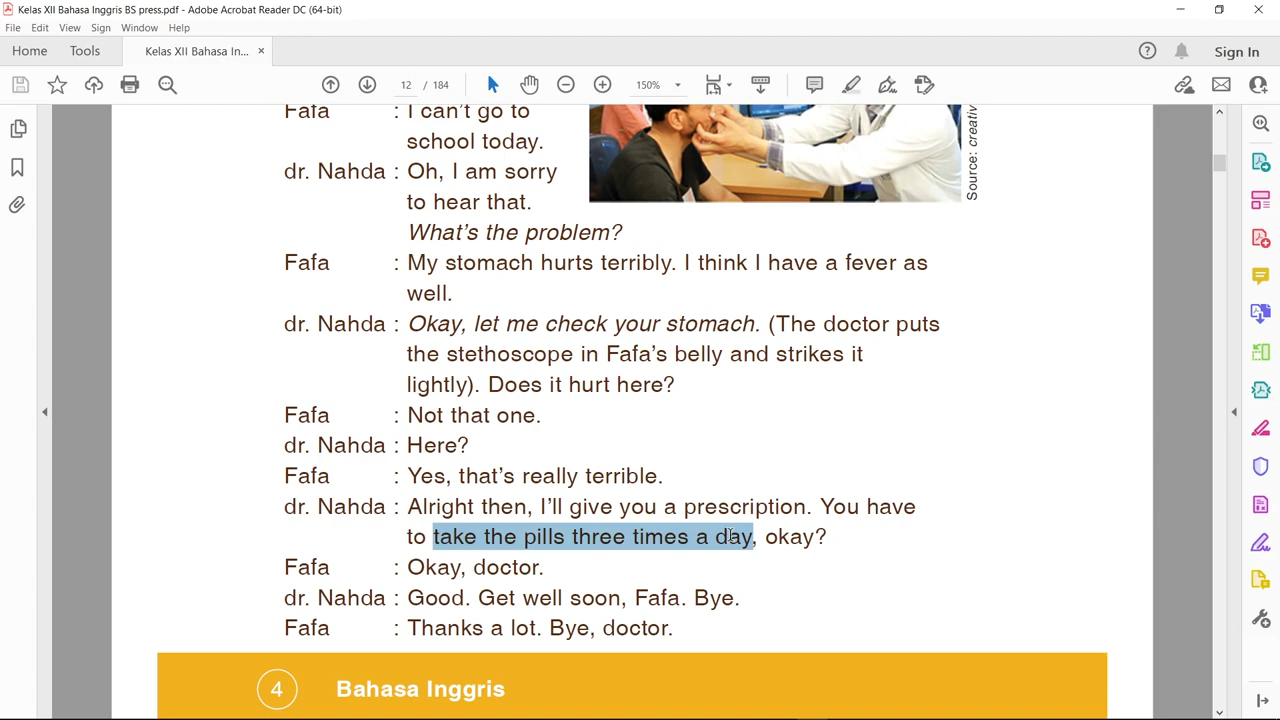 Kelas XII Bahasa Inggris BS press.pdf - Adobe Acrobat Reader DC (64-bit)
File Edit View Sign Window Help
Home Tools Kelas XII Bahasa In... × Sign In
12 / 184 150%
Fafa : I can't go to
school today.
dr. Nahda : Oh, I am sorry
to hear that.
What's the problem?
Source: creativ
Fafa : My stomach hurts terribly. I think I have a fever as
well.
dr. Nahda : Okay, let me check your stomach. (The doctor puts
the stethoscope in Fafa's belly and strikes it
lightly). Does it hurt here?
Fafa : Not that one.
dr. Nahda : Here?
Fafa : Yes, that's really terrible.
dr. Nahda : Alright then, I'll give you a prescription. You have
to take the pills three times a day, okay?
Fafa : Okay, doctor.
dr. Nahda : Good. Get well soon, Fafa. Bye.
Fafa : Thanks a lot. Bye, doctor.
4 Bahasa Inggris